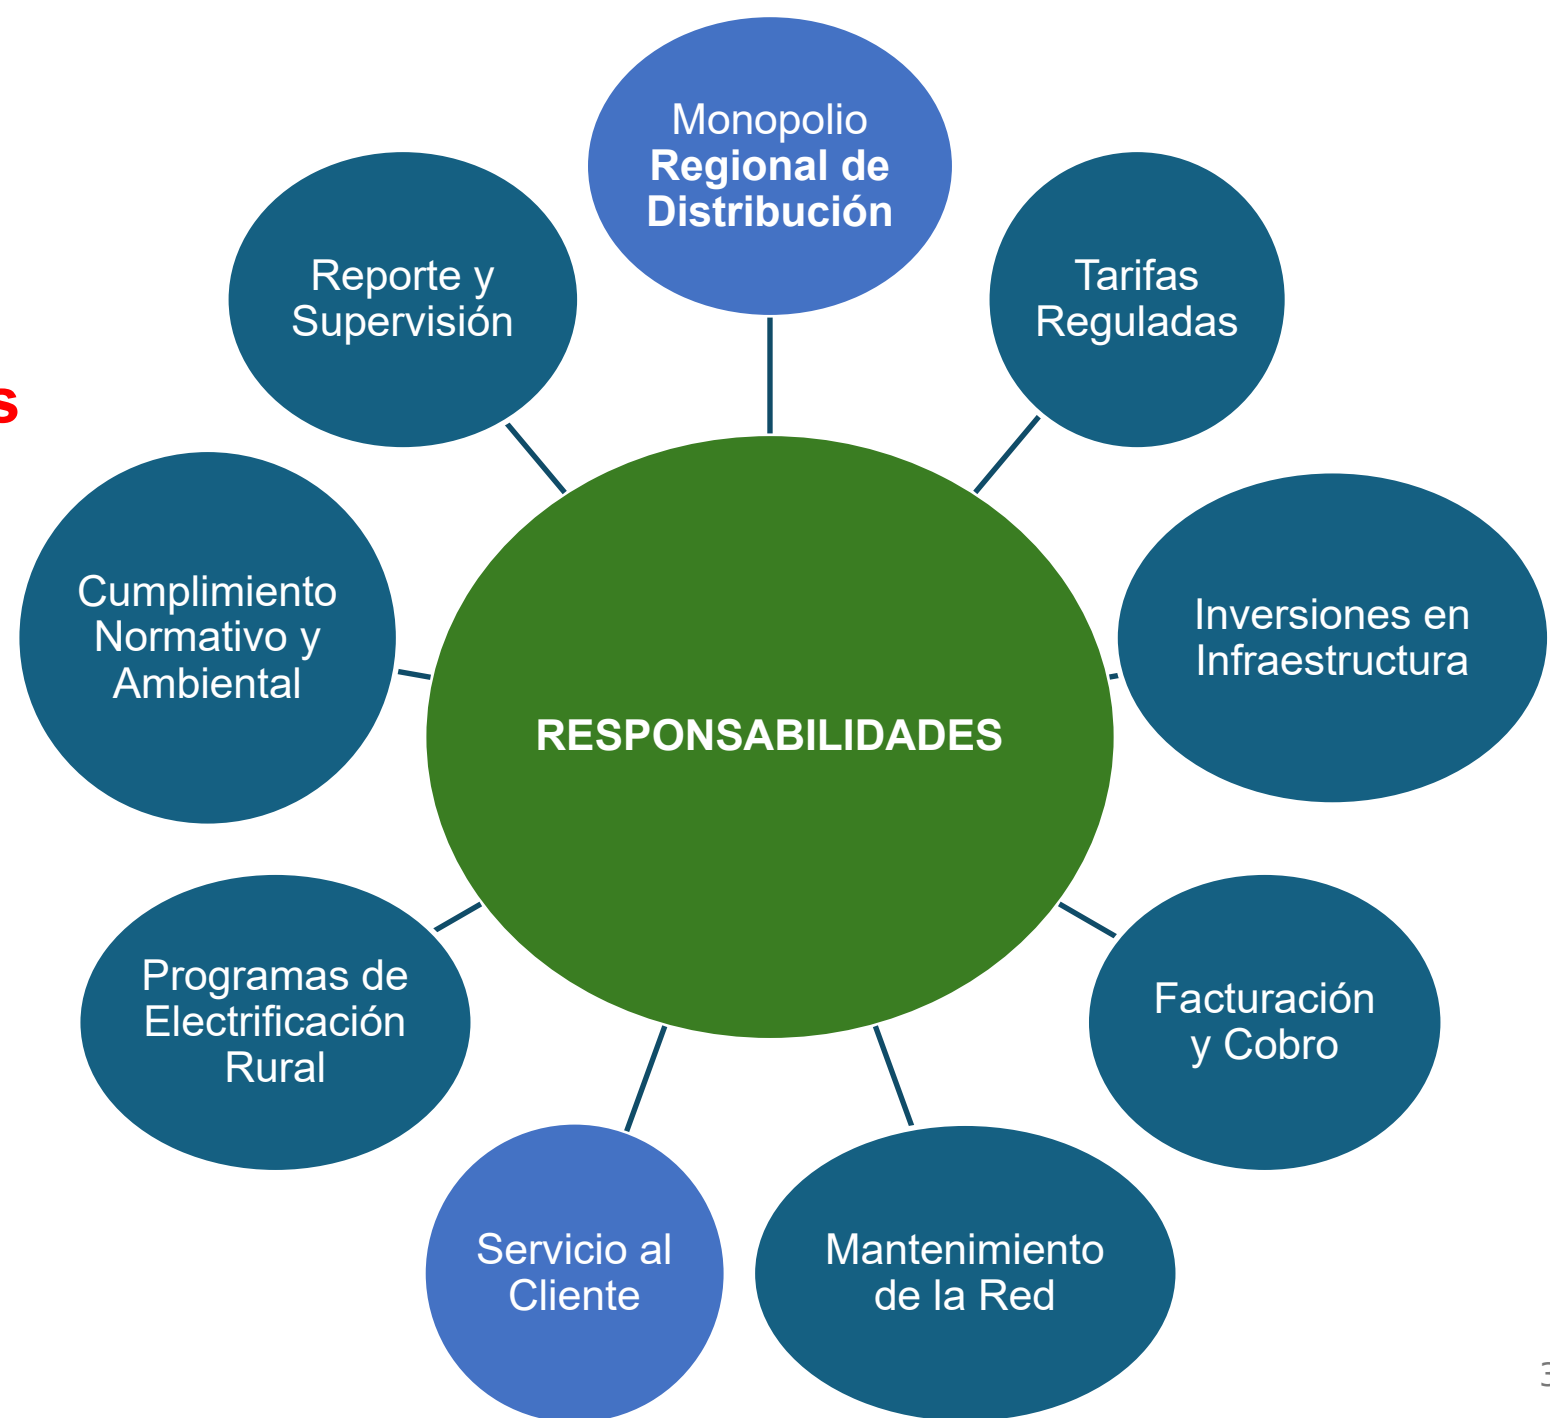 Monopolio
Regional de
Distribución
Tarifas
Reguladas
Inversiones en
Infraestructura
Facturación
y Cobro
Mantenimiento
de la Red
Servicio al
Cliente
Programas de
Electrificación
Rural
Cumplimiento
Normativo y
Ambiental
Reporte y
Supervisión
RESPONSABILIDADES
s